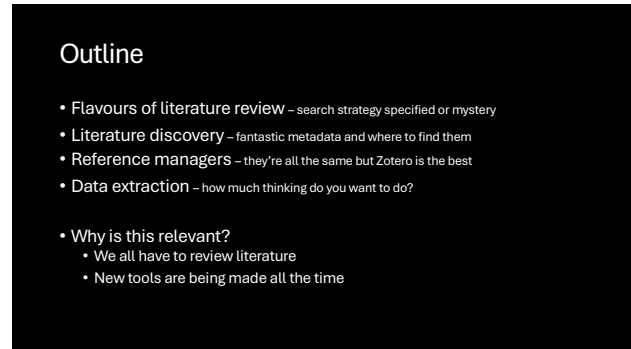 Outline
• Flavours of literature review – search strategy specified or mystery
• Literature discovery – fantastic metadata and where to find them
• Reference managers – they're all the same but Zotero is the best
• Data extraction – how much thinking do you want to do?
• Why is this relevant?
• We all have to review literature
• New tools are being made all the time